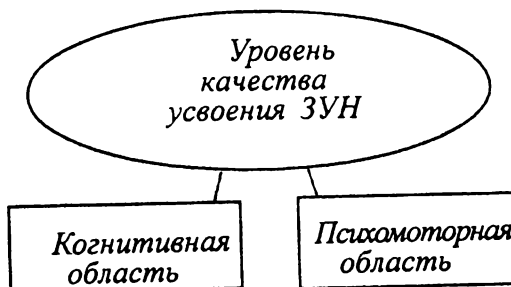 Уровень
качества
усвоения ЗУН
Когнитивная
область
Психомоторная
область